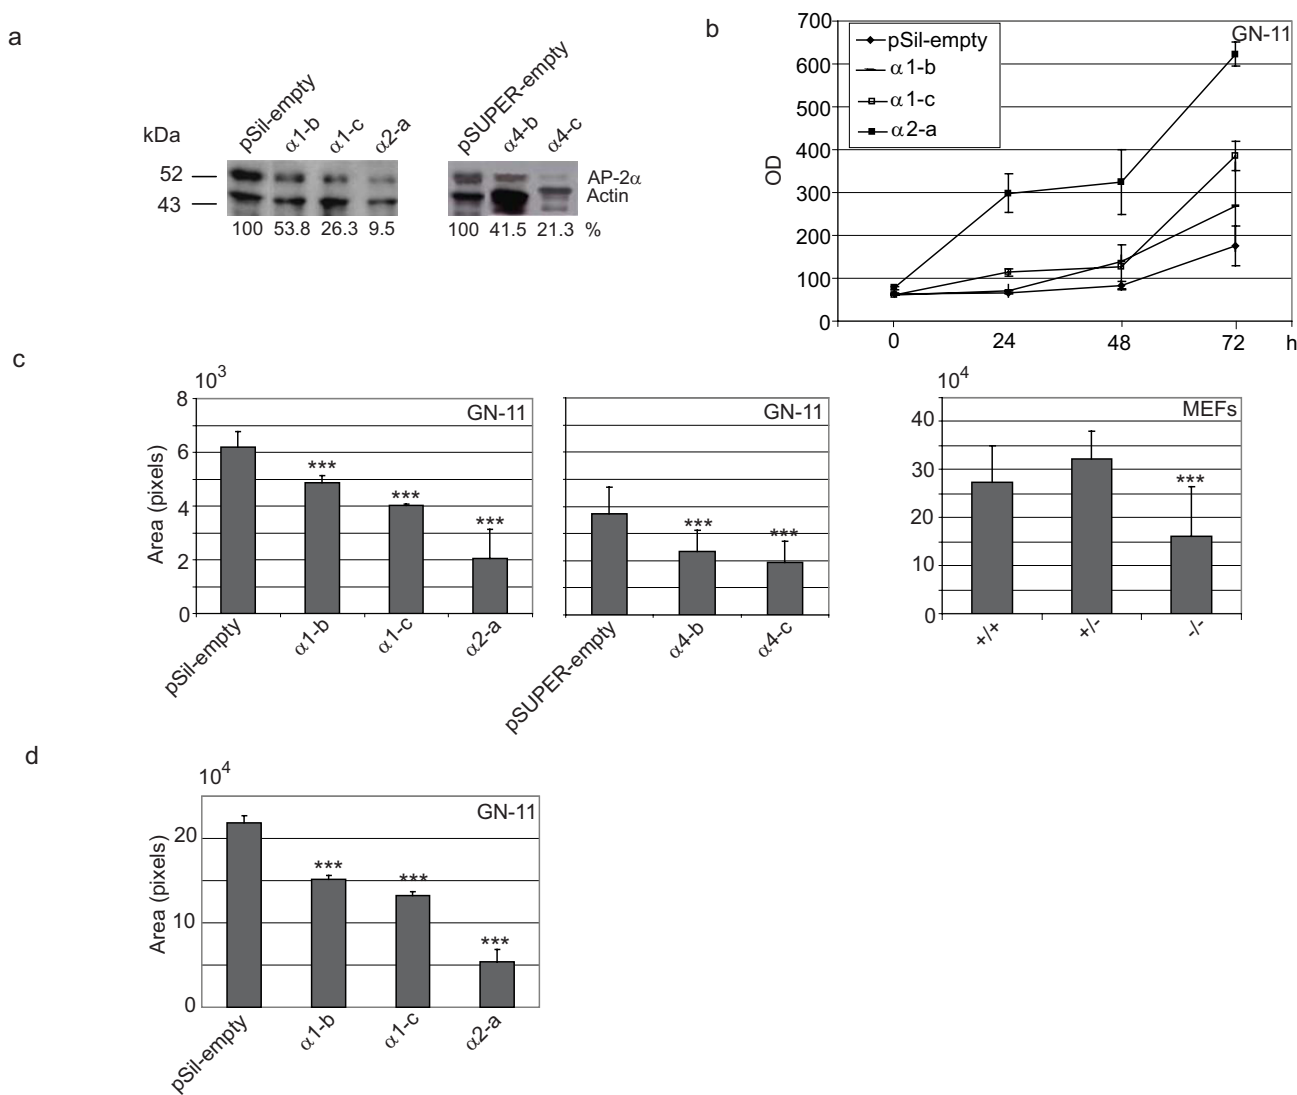 a
kDa
52
43
pSil-empty
α1-b
α1-c
α2-a
100 53.8 26.3 9.5
pSUPER-empty
α4-b
α4-c
AP-2α
Actin
100 41.5 21.3 %
b
GN-11
pSil-empty
α1-b
α1-c
α2-a
OD
700
600
500
400
300
200
100
0
0 24 48 72 h
c
10³
GN-11
Area (pixels)
8
6
4
2
0
***
***
***
pSil-empty
α1-b
α1-c
α2-a
GN-11
***
***
pSUPER-empty
α4-b
α4-c
10⁴
MEFs
40
30
20
10
0
***
+/+
+/-
-/-
d
10⁴
GN-11
Area (pixels)
20
10
0
***
***
***
pSil-empty
α1-b
α1-c
α2-a